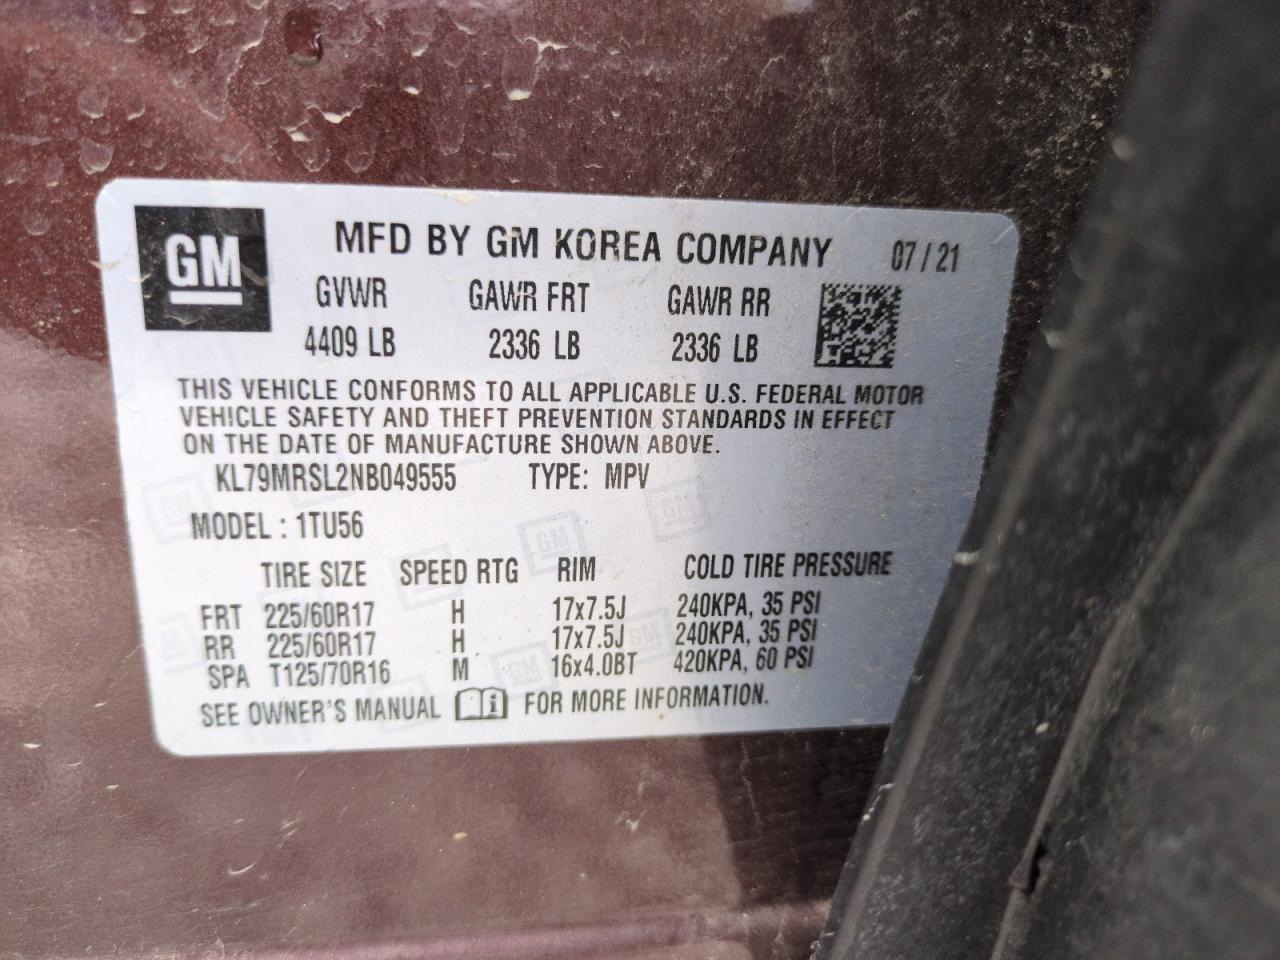 GM
MFD BY GM KOREA COMPANY 07/21
GVWR GAWR FRT GAWR RR
4409 LB 2336 LB 2336 LB
THIS VEHICLE CONFORMS TO ALL APPLICABLE U.S. FEDERAL MOTOR
VEHICLE SAFETY AND THEFT PREVENTION STANDARDS IN EFFECT
ON THE DATE OF MANUFACTURE SHOWN ABOVE.
KL79MRSL2NB049555 TYPE: MPV
MODEL : 1TU56
TIRE SIZE SPEED RTG RIM COLD TIRE PRESSURE
FRT 225/60R17 H 17x7.5J 240KPA, 35 PSI
RR 225/60R17 H 17x7.5J 240KPA, 35 PSI
SPA T125/70R16 M 16x4.0BT 420KPA, 60 PSI
SEE OWNER'S MANUAL i FOR MORE INFORMATION.